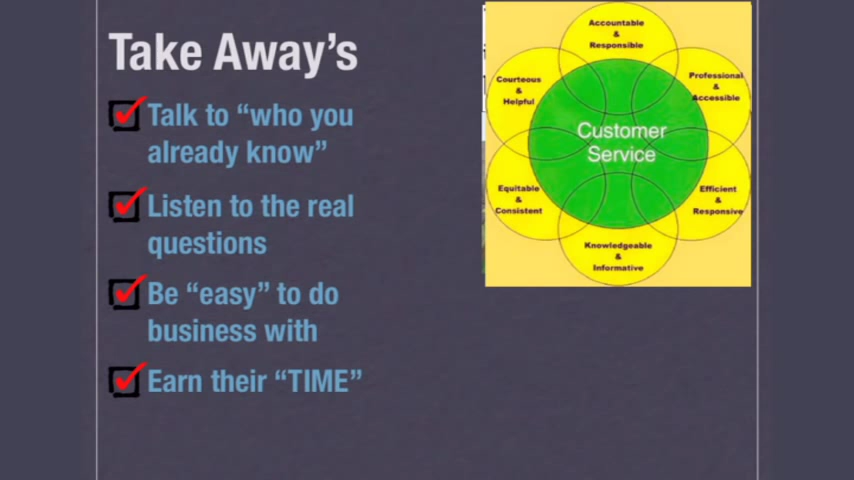 Take Away's
Talk to “who you
already know”
Listen to the real
questions
Be “easy” to do
business with
Earn their “TIME”
Accountable
&
Responsible
Courteous
&
Helpful
Professional
&
Accessible
Customer
Service
Equitable
&
Consistent
Efficient
&
Responsive
Knowledgeable
&
Informative